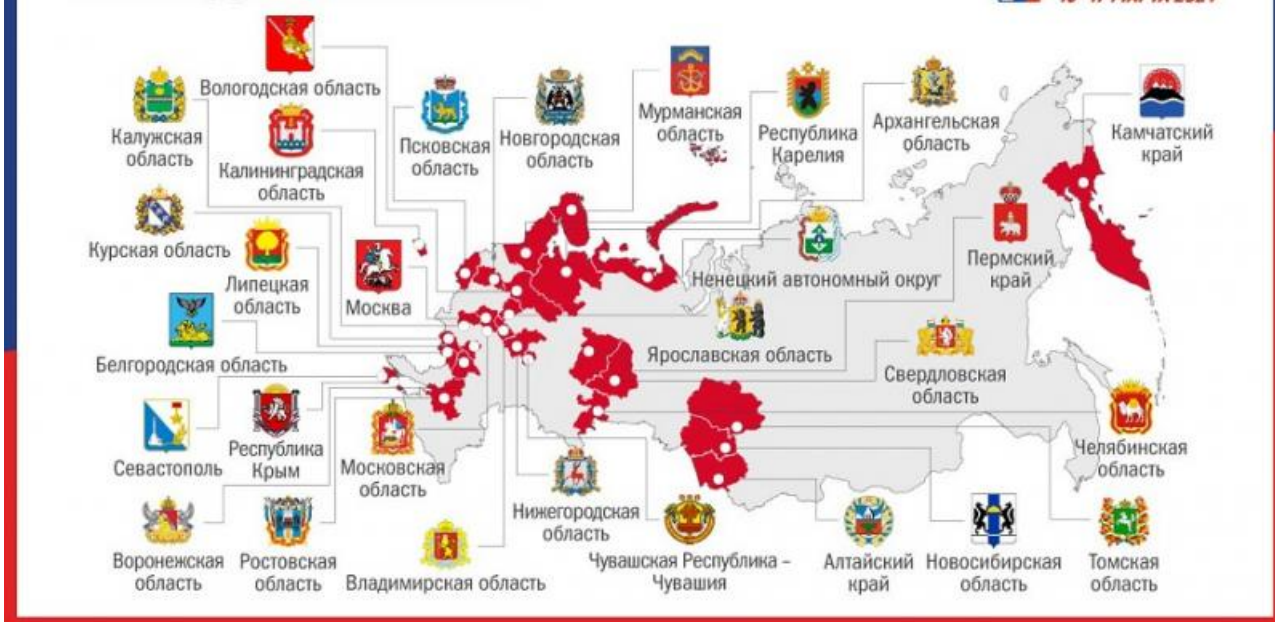 Вологодская область
Калужская
область
Калининградская
область
Псковская
область
Новгородская
область
Мурманская
область
Республика
Карелия
Архангельская
область
Камчатский
край
Курская область
Липецкая
область
Москва
Ненецкий автономный округ
Пермский
край
Белгородская область
Ярославская область
Свердловская
область
Севастополь
Республика
Крым
Московская
область
Нижегородская
область
Челябинская
область
Воронежская
область
Ростовская
область
Владимирская область
Чувашская Республика –
Чувашия
Алтайский
край
Новосибирская
область
Томская
область